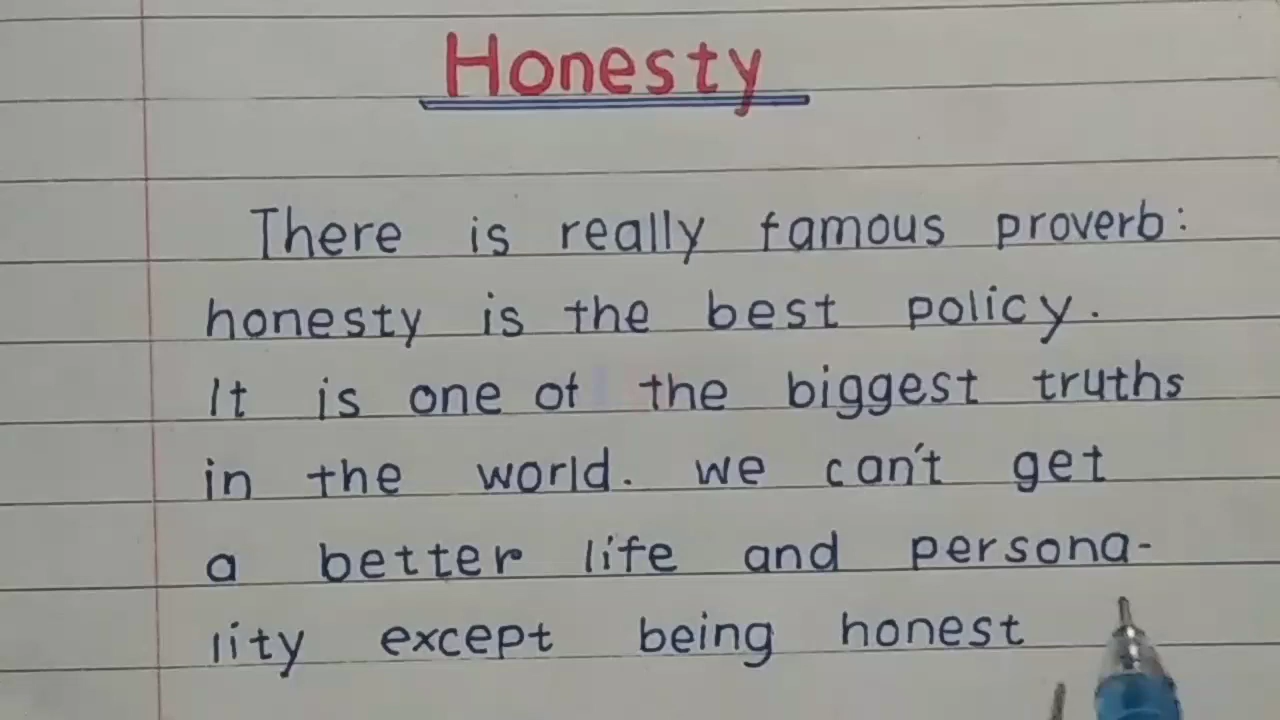 Honesty
There is really famous proverb:
honesty is the best policy.
It is one of the biggest truths
in the world. we can't get
a better life and persona-
lity except being honest